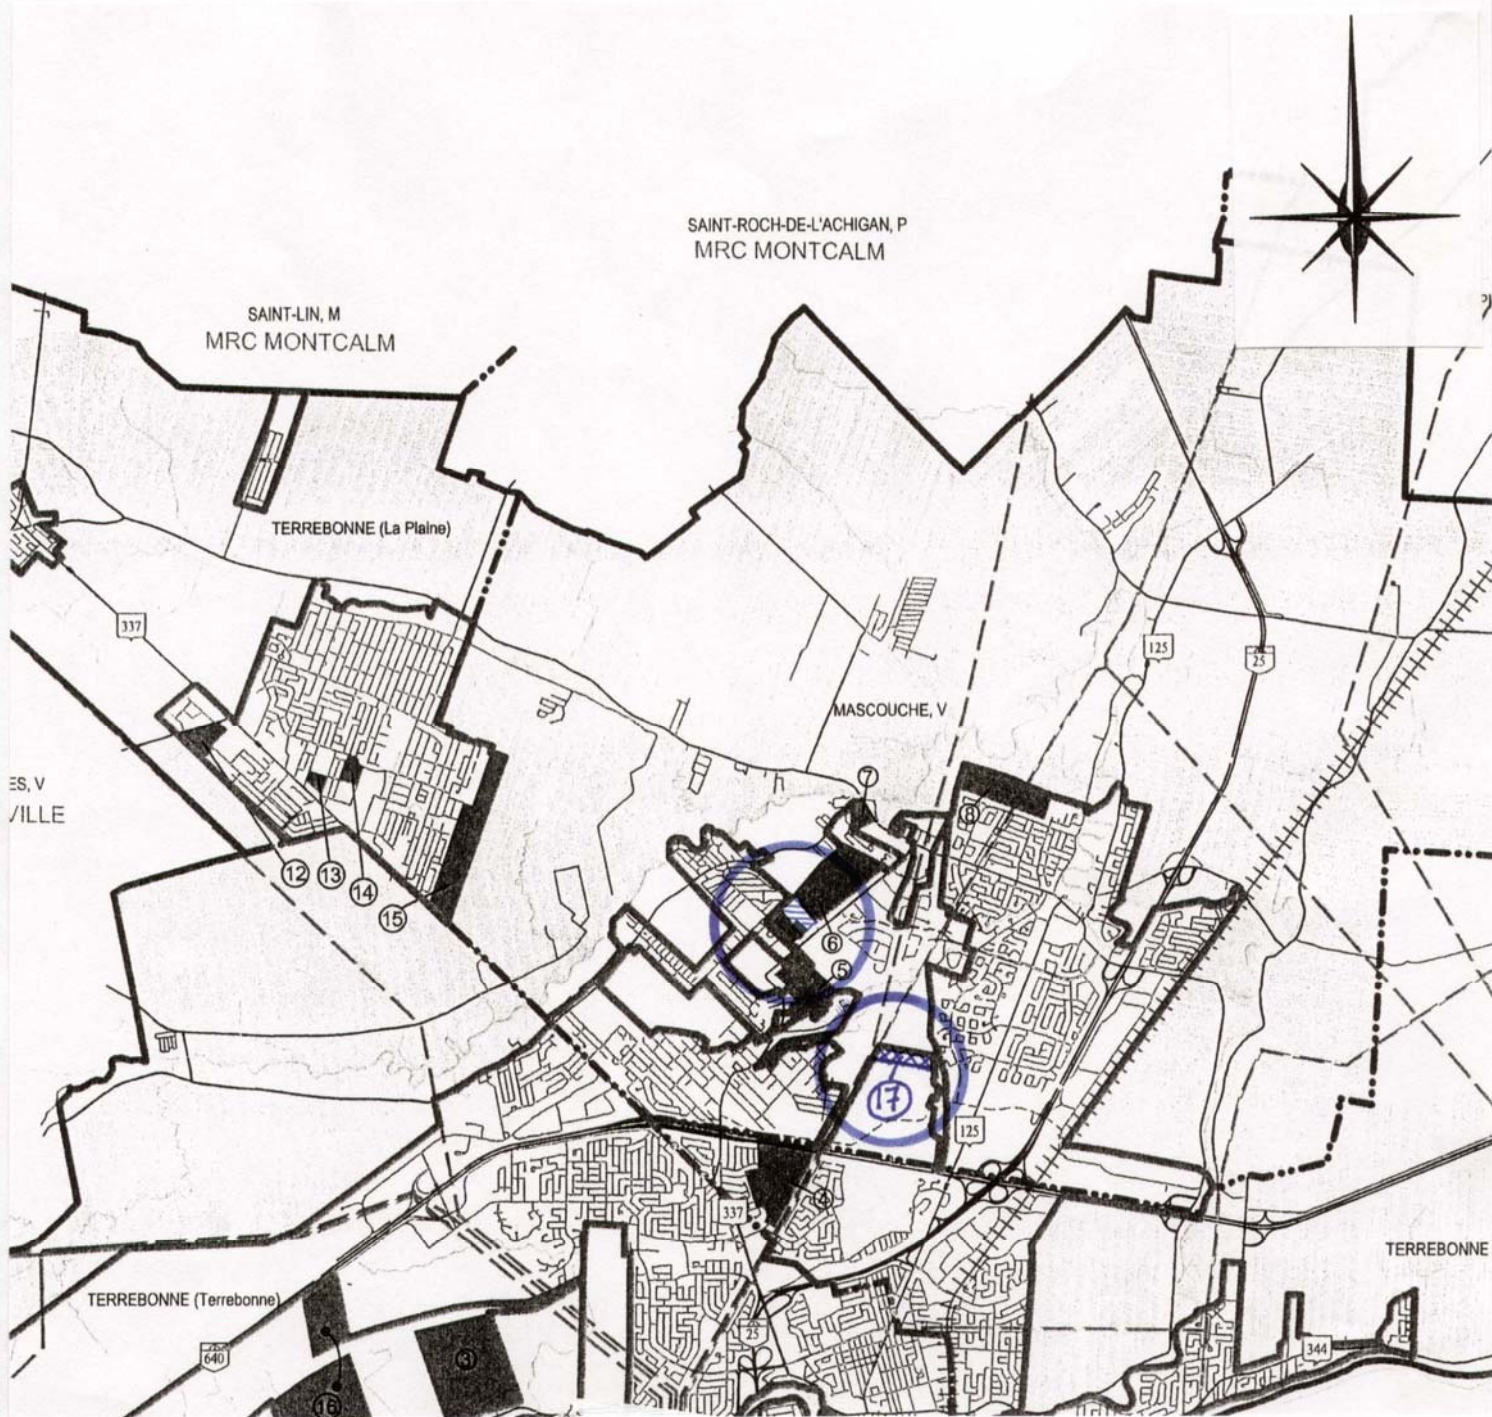 SAINT-ROCH-DE-L'ACHIGAN, P
MRC MONTCALM
SAINT-LIN, M
MRC MONTCALM
TERREBONNE (La Plaine)
337
125
25
MASCOUCHE, V
ES, V
VILLE
7
8
12
13
14
15
6
5
17
125
4
337
TERREBONNE
TERREBONNE (Terrebonne)
25
640
3
344
16